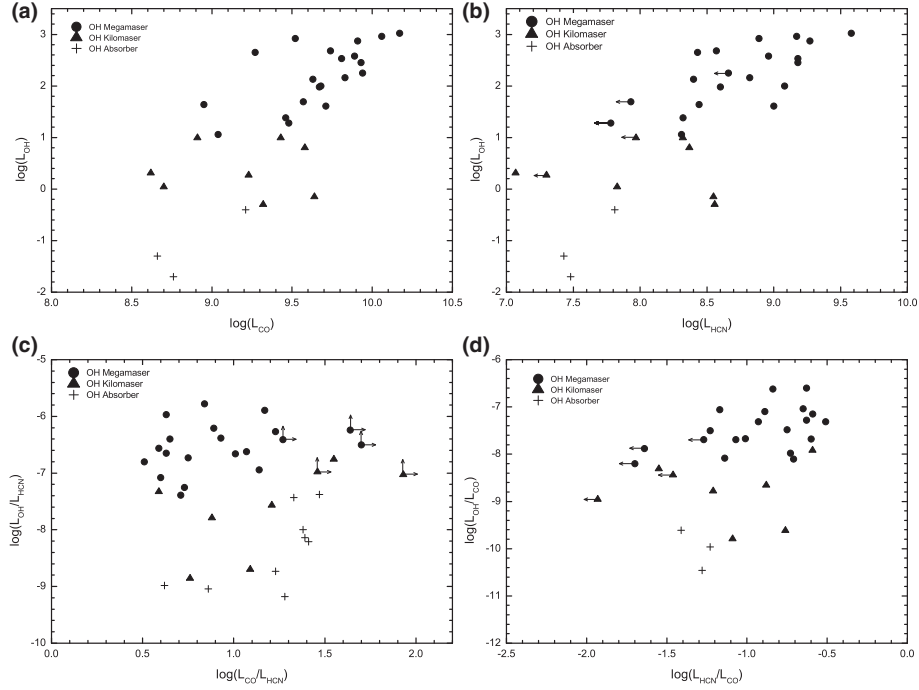 (a)
OH Megamaser
OH Kilomaser
OH Absorber
3
2
1
0
-1
-2
log(L_OH)
8.0 8.5 9.0 9.5 10.0 10.5
log(L_CO)
(b)
OH Megamaser
OH Kilomaser
OH Absorber
3
2
1
0
-1
-2
log(L_OH)
7.0 7.5 8.0 8.5 9.0 9.5 10.0
log(L_HCN)
(c)
OH Megamaser
OH Kilomaser
OH Absorber
-5
-6
-7
-8
-9
-10
log(L_OH/L_HCN)
0.0 0.5 1.0 1.5 2.0
log(L_CO/L_HCN)
(d)
OH Megamaser
OH Kilomaser
OH Absorber
-6
-7
-8
-9
-10
-11
-12
log(L_OH/L_CO)
-2.5 -2.0 -1.5 -1.0 -0.5 0.0
log(L_HCN/L_CO)